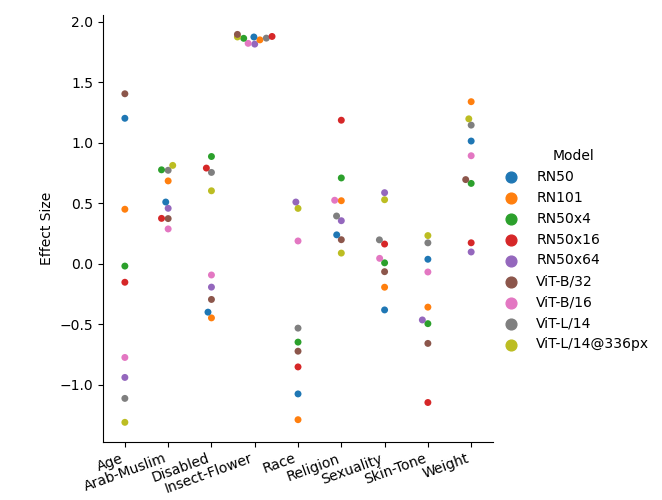 2.0
1.5
1.0
0.5
0.0
−0.5
−1.0
Effect Size
Age
Arab-Muslim
Disabled
Insect-Flower
Race
Religion
Sexuality
Skin-Tone
Weight
Model
RN50
RN101
RN50x4
RN50x16
RN50x64
ViT-B/32
ViT-B/16
ViT-L/14
ViT-L/14@336px